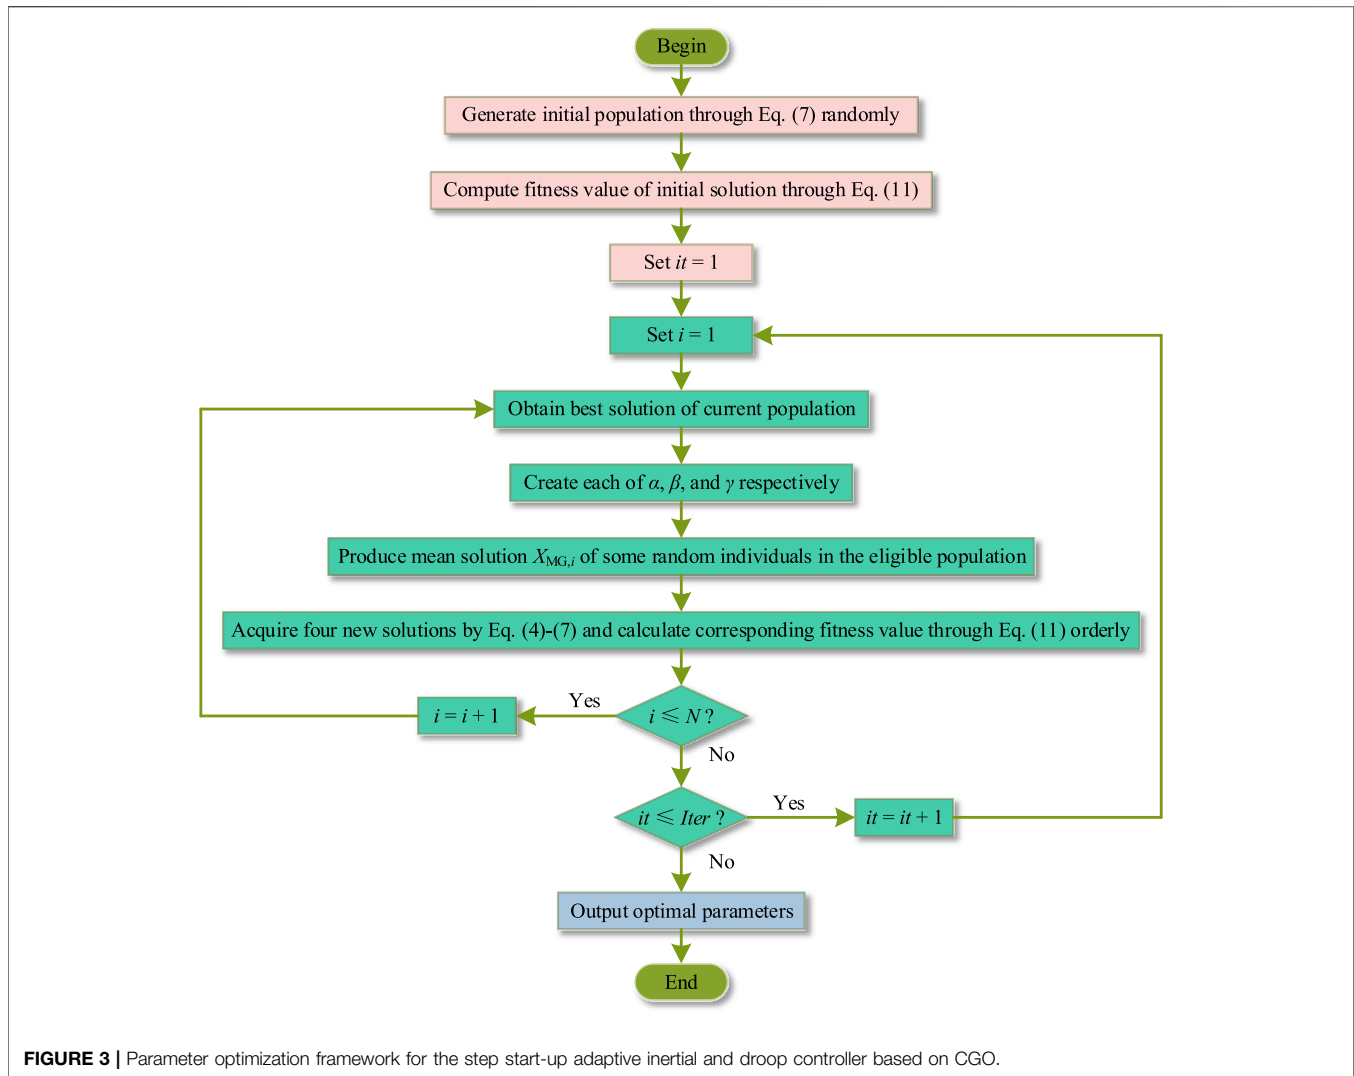 Begin
Generate initial population through Eq. (7) randomly
Compute fitness value of initial solution through Eq. (11)
Set it = 1
Set i = 1
Obtain best solution of current population
Create each of α, β, and γ respectively
Produce mean solution X_MG,i of some random individuals in the eligible population
Acquire four new solutions by Eq. (4)-(7) and calculate corresponding fitness value through Eq. (11) orderly
i ⩽ N ?
Yes
i = i + 1
No
it ⩽ Iter ?
Yes
it = it + 1
No
Output optimal parameters
End
FIGURE 3 | Parameter optimization framework for the step start-up adaptive inertial and droop controller based on CGO.